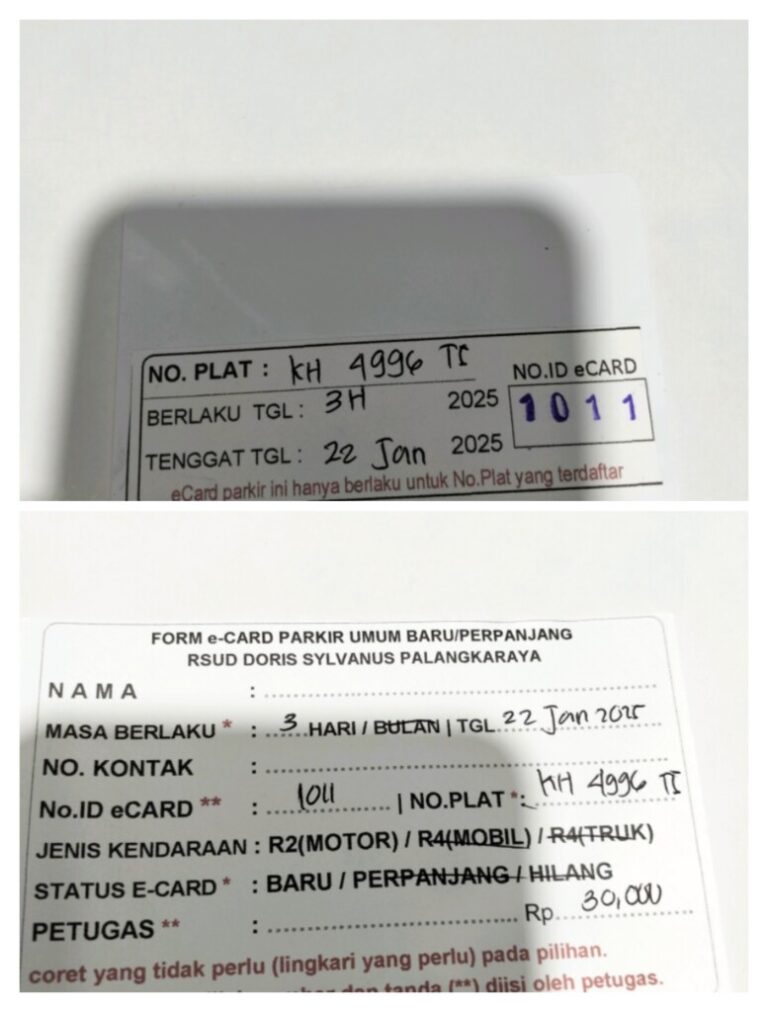 NO. PLAT : KH 4996 TI
NO.ID eCARD
BERLAKU TGL : 3H 2025
1011
TENGGAT TGL : 22 Jan 2025
eCard parkir ini hanya berlaku untuk No.Plat yang terdaftar
FORM e-CARD PARKIR UMUM BARU/PERPANJANG
RSUD DORIS SYLVANUS PALANGKARAYA
NAMA :
MASA BERLAKU * : 3 HARI / BULAN | TGL 22 Jan 2025
NO. KONTAK :
No.ID eCARD ** : 1011 | NO.PLAT *: KH 4996 TI
JENIS KENDARAAN : R2(MOTOR) / R4(MOBIL) / R4(TRUK)
STATUS E-CARD * : BARU / PERPANJANG / HILANG
PETUGAS ** : Rp. 30,000
coret yang tidak perlu (lingkari yang perlu) pada pilihan.
dan tanda (**) diisi oleh petugas.